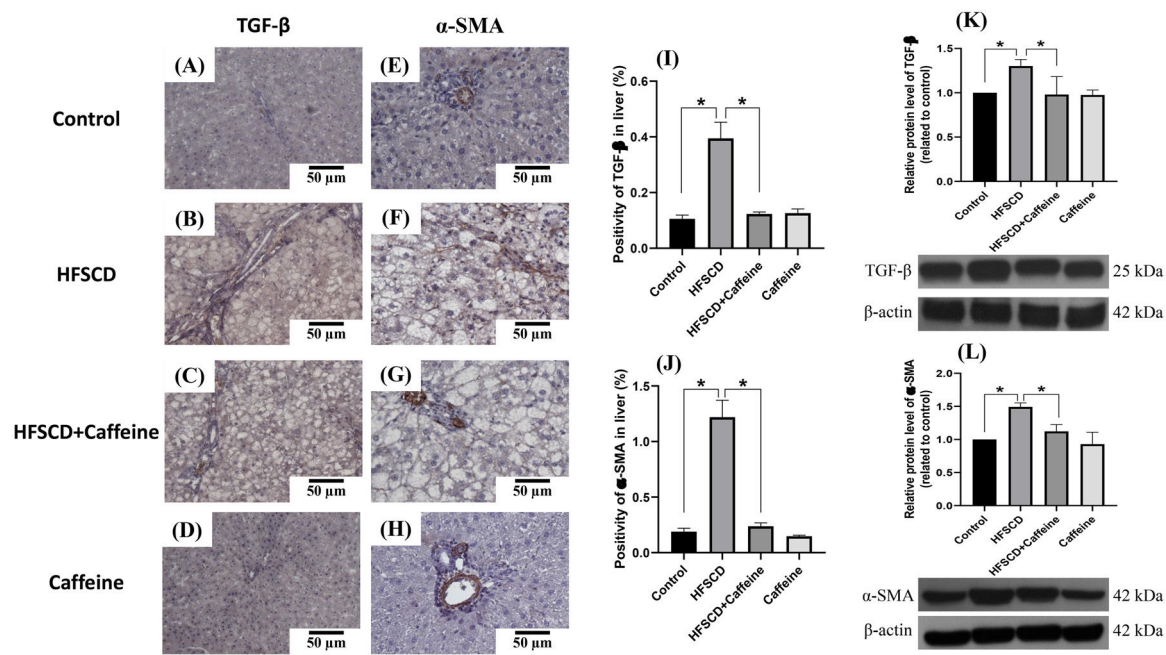 TGF-β
α-SMA
Control
HFSCD
HFSCD+Caffeine
Caffeine
(A)
50 µm
(E)
50 µm
(B)
50 µm
(F)
50 µm
(C)
50 µm
(G)
50 µm
(D)
50 µm
(H)
50 µm
(I)
Positivity of TGF-β in liver (%)
0.6
0.4
0.2
0.0
*
*
Control
HFSCD
HFSCD+Caffeine
Caffeine
(J)
Positivity of α-SMA in liver (%)
1.5
1.0
0.5
0.0
*
*
Control
HFSCD
HFSCD+Caffeine
Caffeine
(K)
Relative protein level of TGF-β
(related to control)
1.5
1.0
0.5
0.0
*
*
Control
HFSCD
HFSCD+Caffeine
Caffeine
TGF-β
25 kDa
β-actin
42 kDa
(L)
Relative protein level of α-SMA
(related to control)
2.0
1.5
1.0
0.5
0.0
*
*
Control
HFSCD
HFSCD+Caffeine
Caffeine
α-SMA
42 kDa
β-actin
42 kDa